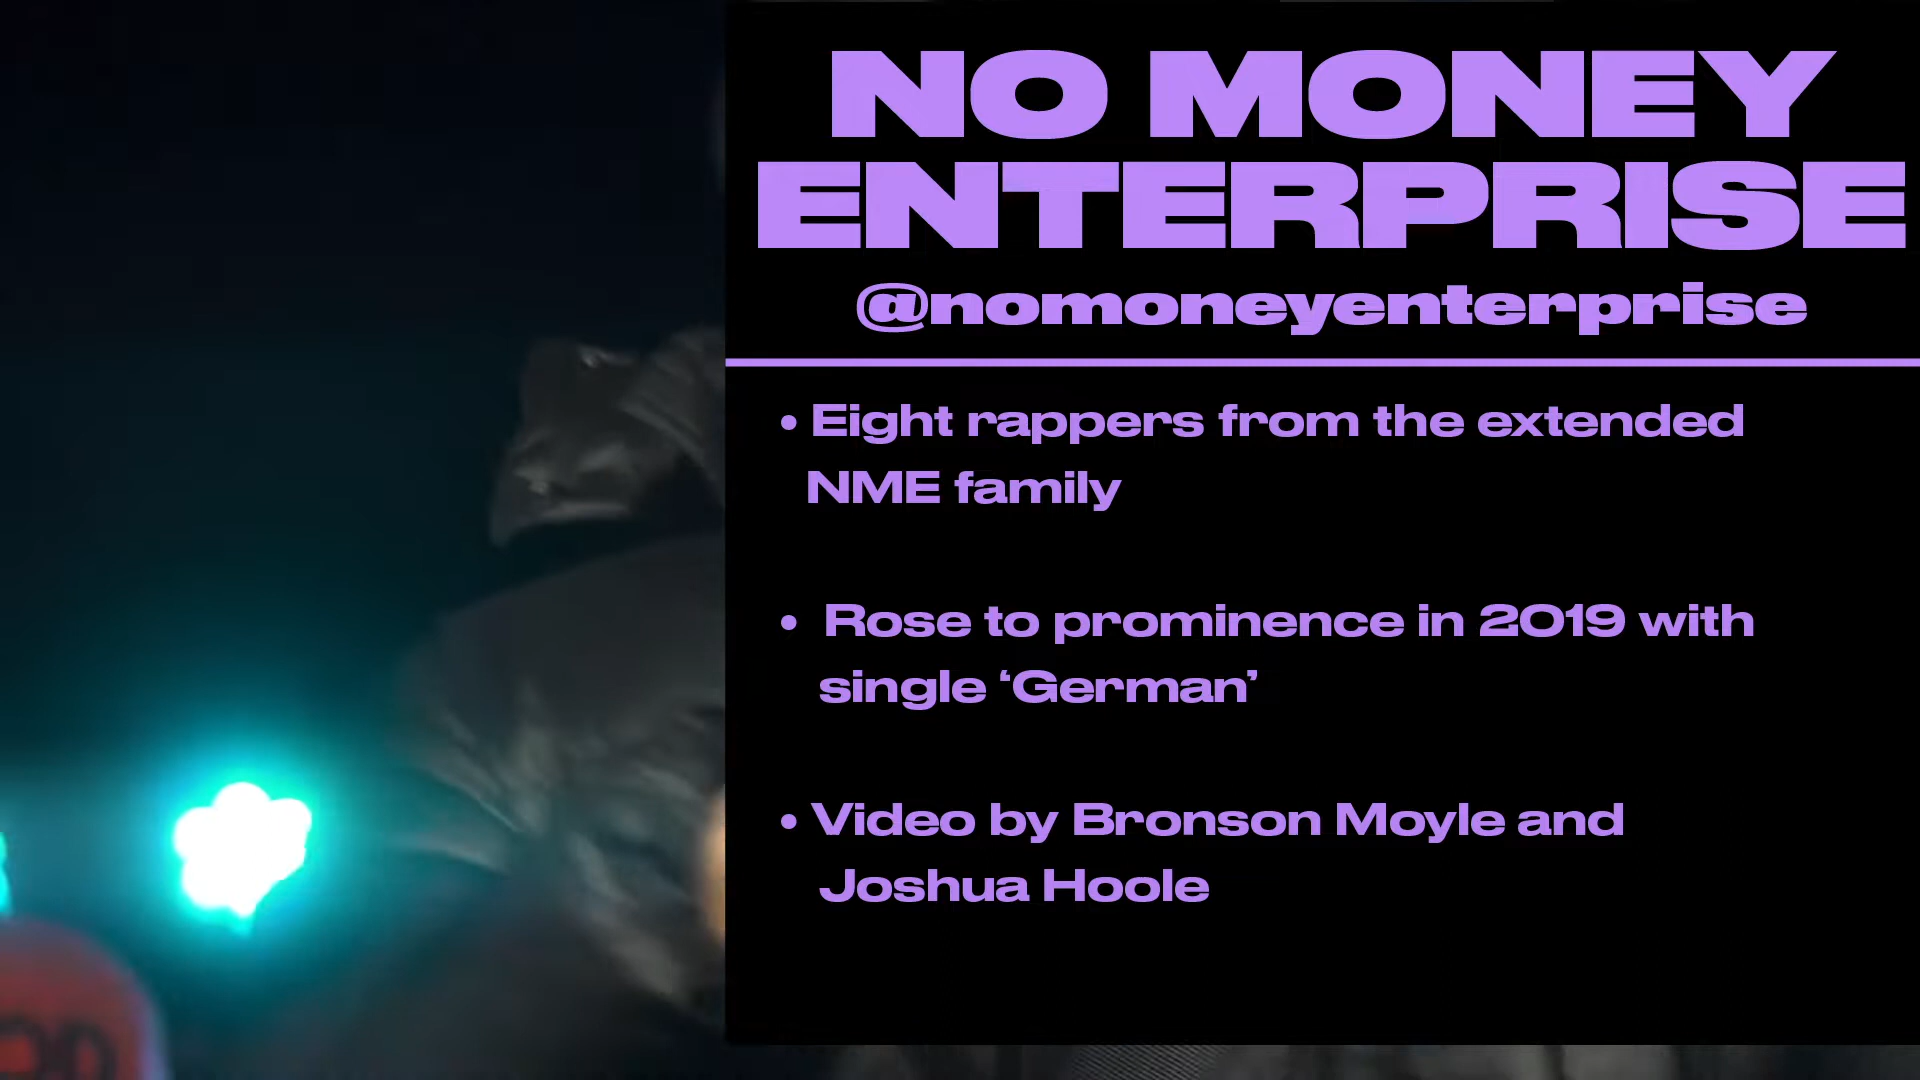 NO MONEY
ENTERPRISE
@nomoneyenterprise
• Eight rappers from the extended
NME family
• Rose to prominence in 2019 with
single ‘German’
• Video by Bronson Moyle and
Joshua Hoole